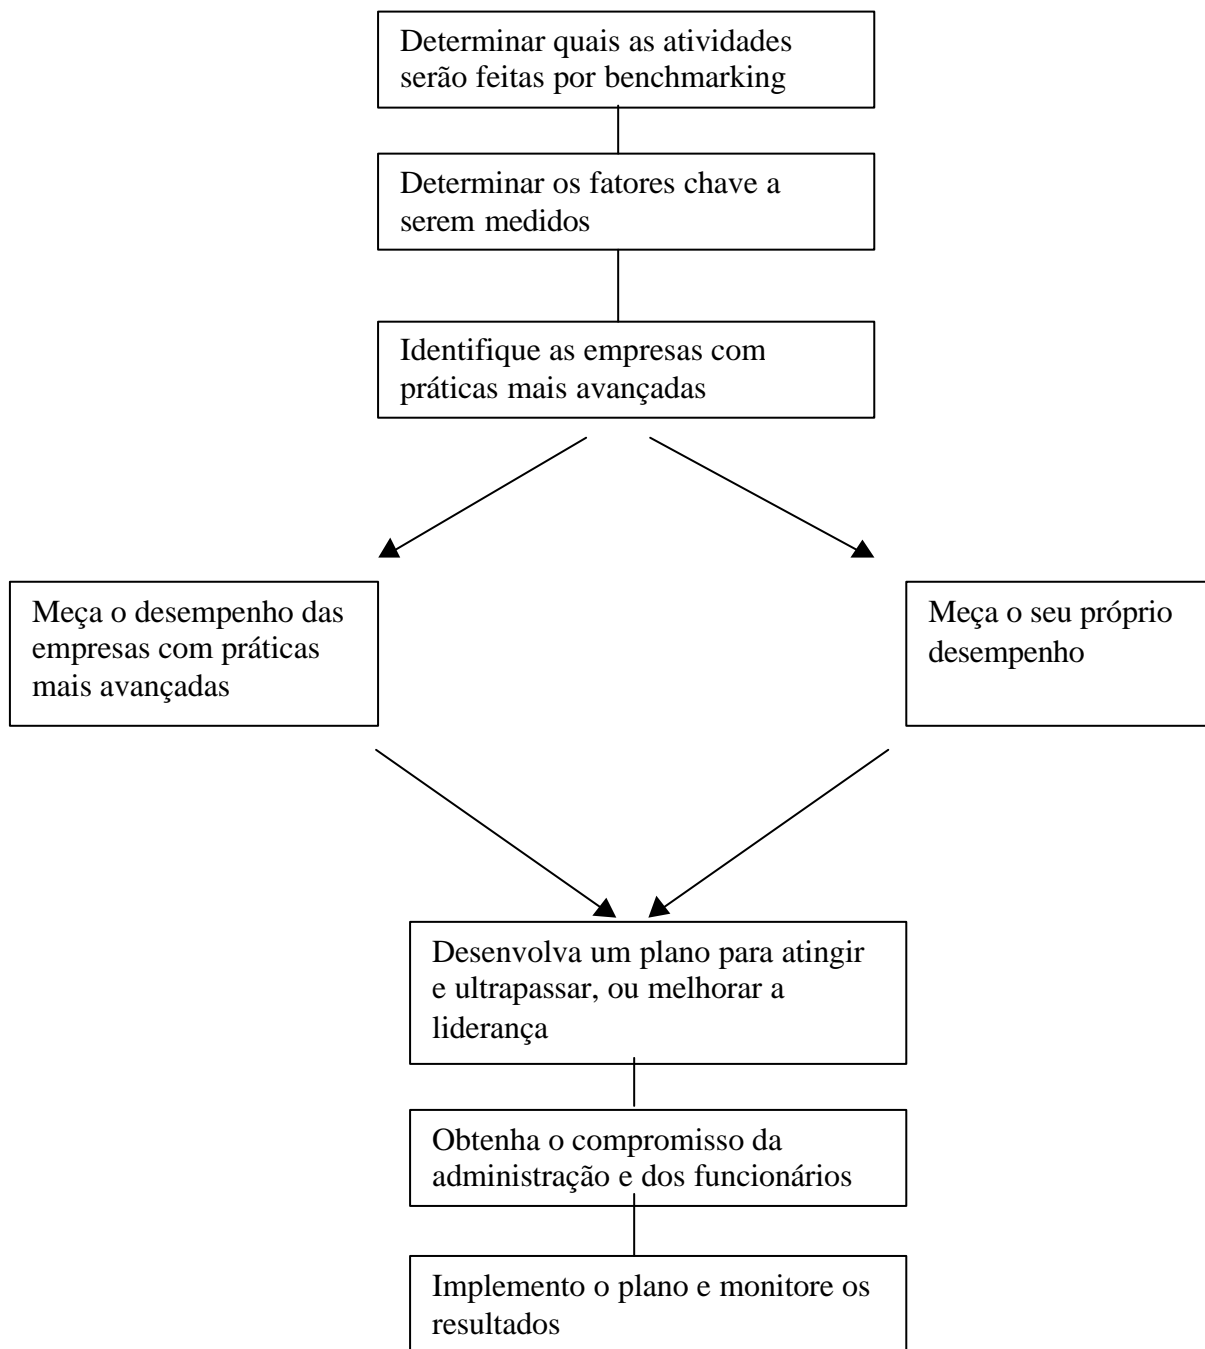 Determinar quais as atividades
serão feitas por benchmarking
Determinar os fatores chave a
serem medidos
Identifique as empresas com
práticas mais avançadas
Meça o desempenho das
empresas com práticas
mais avançadas
Meça o seu próprio
desempenho
Desenvolva um plano para atingir
e ultrapassar, ou melhorar a
liderança
Obtenha o compromisso da
administração e dos funcionários
Implemento o plano e monitore os
resultados